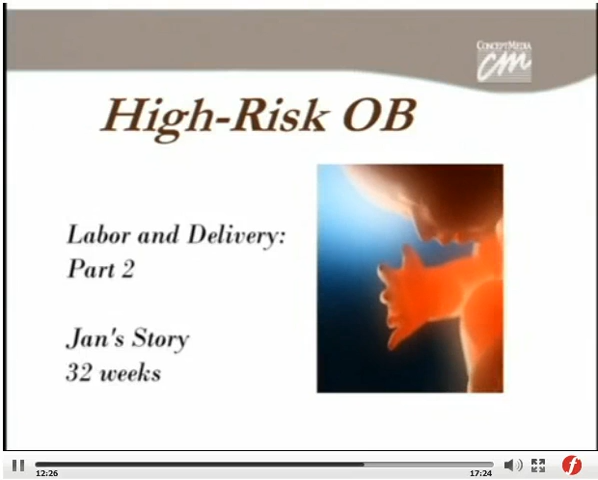 CONCEPTMEDIA
cm
High-Risk OB
Labor and Delivery:
Part 2
Jan's Story
32 weeks
12:26
17:24
f